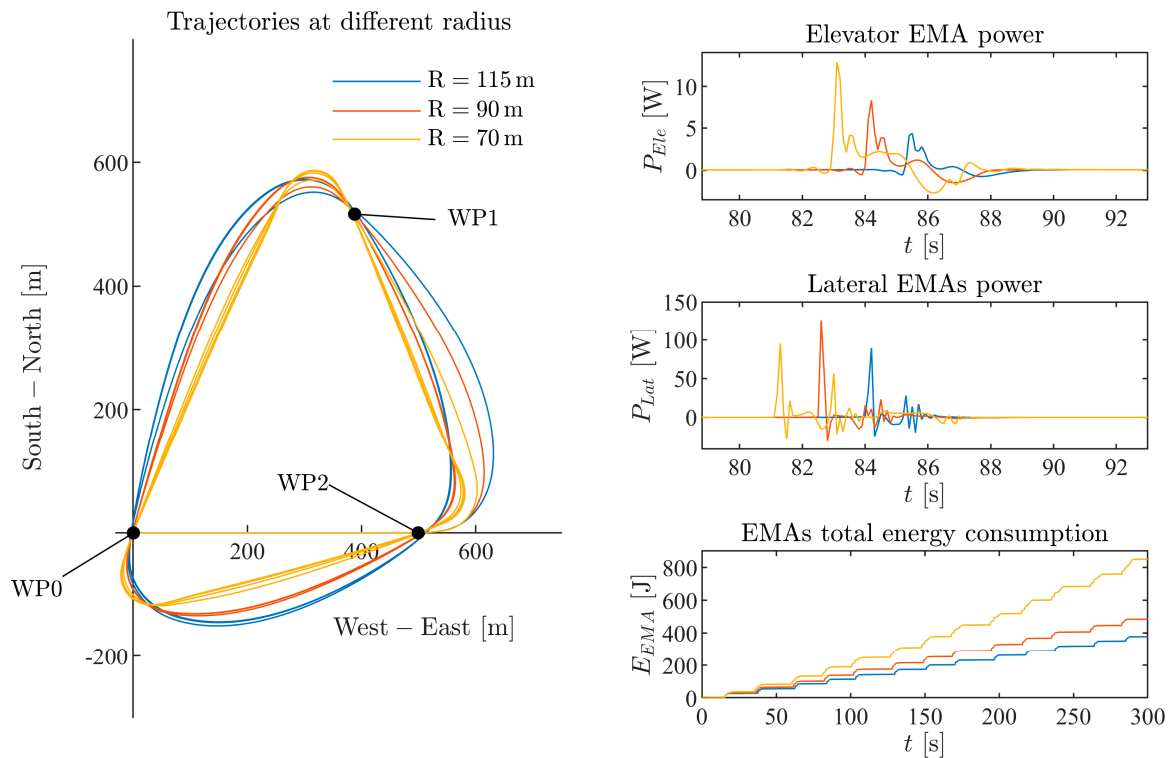 Trajectories at different radius
R = 115 m
R = 90 m
R = 70 m
600
400
200
-200
200
400
600
WP1
WP2
WP0
South – North [m]
West – East [m]
Elevator EMA power
P_Ele [W]
10
5
0
80 82 84 86 88 90 92
t [s]
Lateral EMAs power
P_Lat [W]
150
100
50
0
80 82 84 86 88 90 92
t [s]
EMAs total energy consumption
E_EMA [J]
800
600
400
200
0
0 50 100 150 200 250 300
t [s]